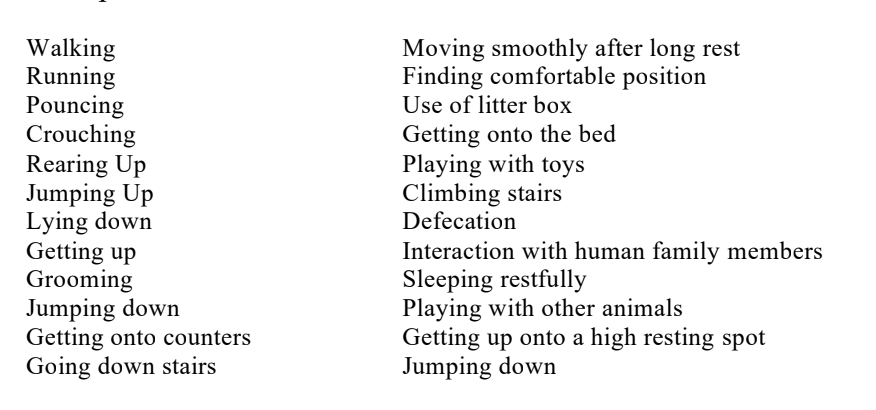 Walking
Running
Pouncing
Crouching
Rearing Up
Jumping Up
Lying down
Getting up
Grooming
Jumping down
Getting onto counters
Going down stairs
Moving smoothly after long rest
Finding comfortable position
Use of litter box
Getting onto the bed
Playing with toys
Climbing stairs
Defecation
Interaction with human family members
Sleeping restfully
Playing with other animals
Getting up onto a high resting spot
Jumping down